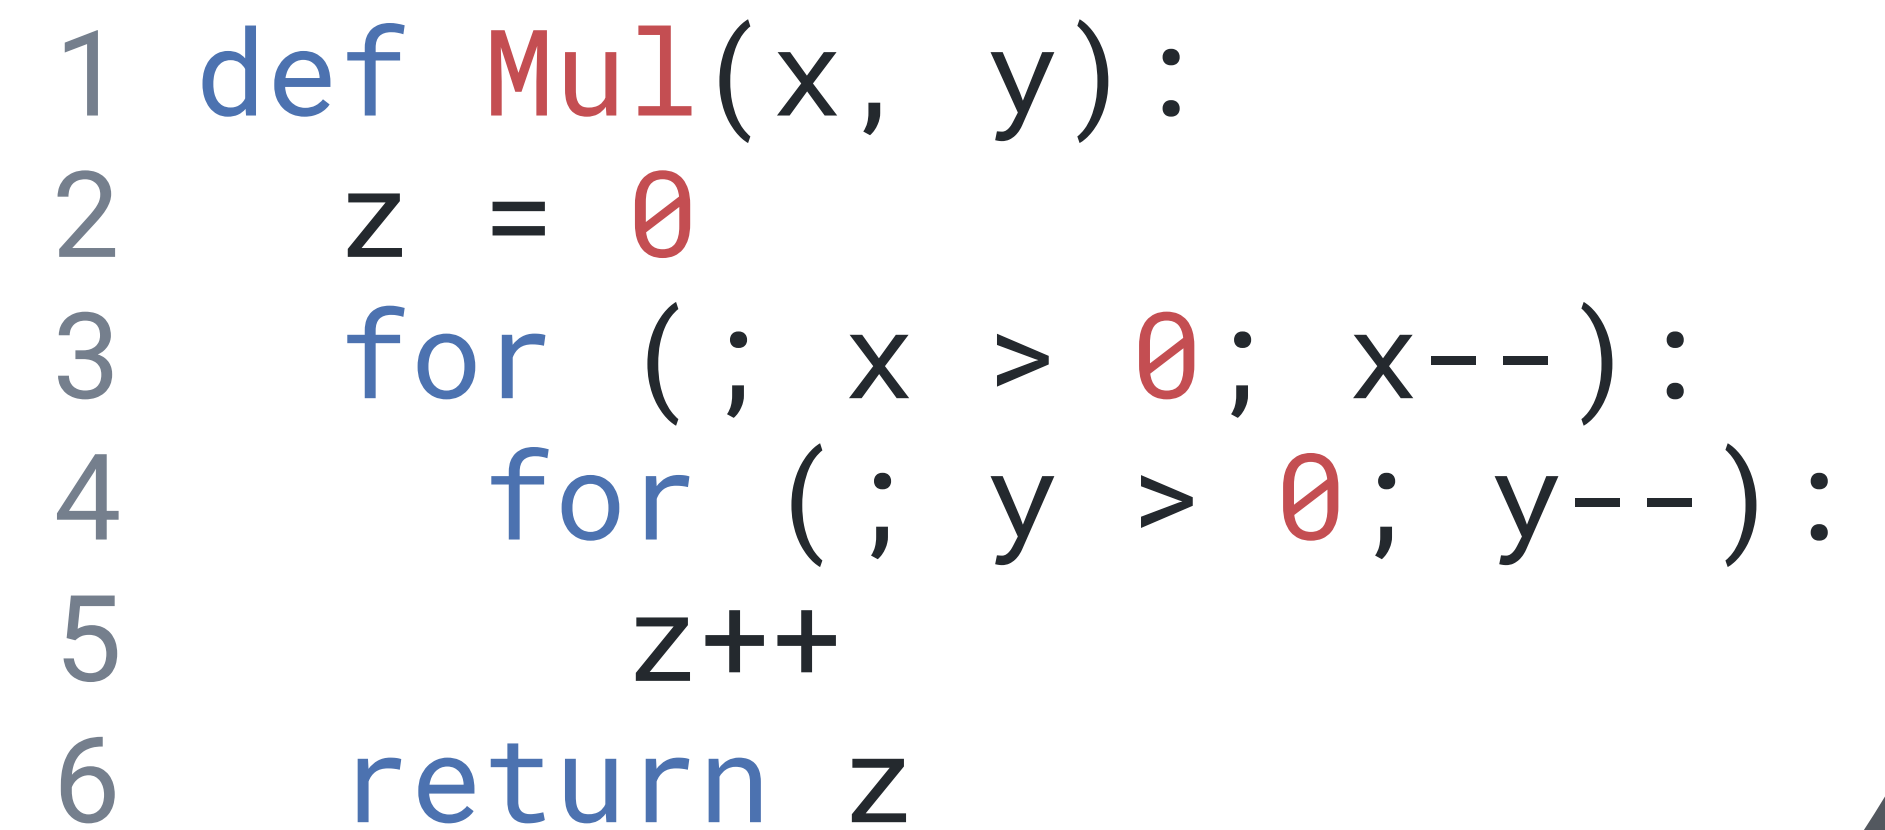 1 def Mul(x, y):
2   z = 0
3   for (; x > 0; x--):
4     for (; y > 0; y--):
5       z++
6   return z